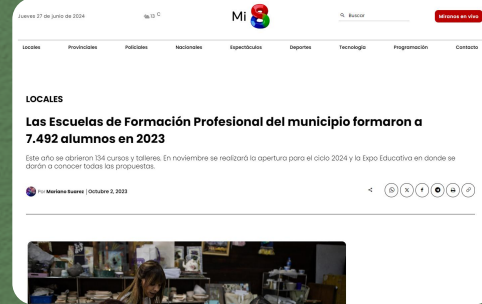 Jueves 27 de junio de 2024
13 C
Mi 8
Buscar
Miranos en vivo
Locales Provinciales Policiales Nacionales Espectáculos Deportes Tecnología Programación Contacto
LOCALES
Las Escuelas de Formación Profesional del municipio formaron a
7.492 alumnos en 2023
Este año se abrieron 134 cursos y talleres. En noviembre se realizará la apertura para el ciclo 2024 y la Expo Educativa en donde se
darán a conocer todas las propuestas.
Por Mariano Suarez | Octubre 2, 2023